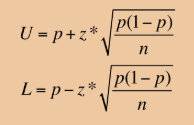 U = p + z * √(p(1 − p) / n)
L = p − z * √(p(1 − p) / n)